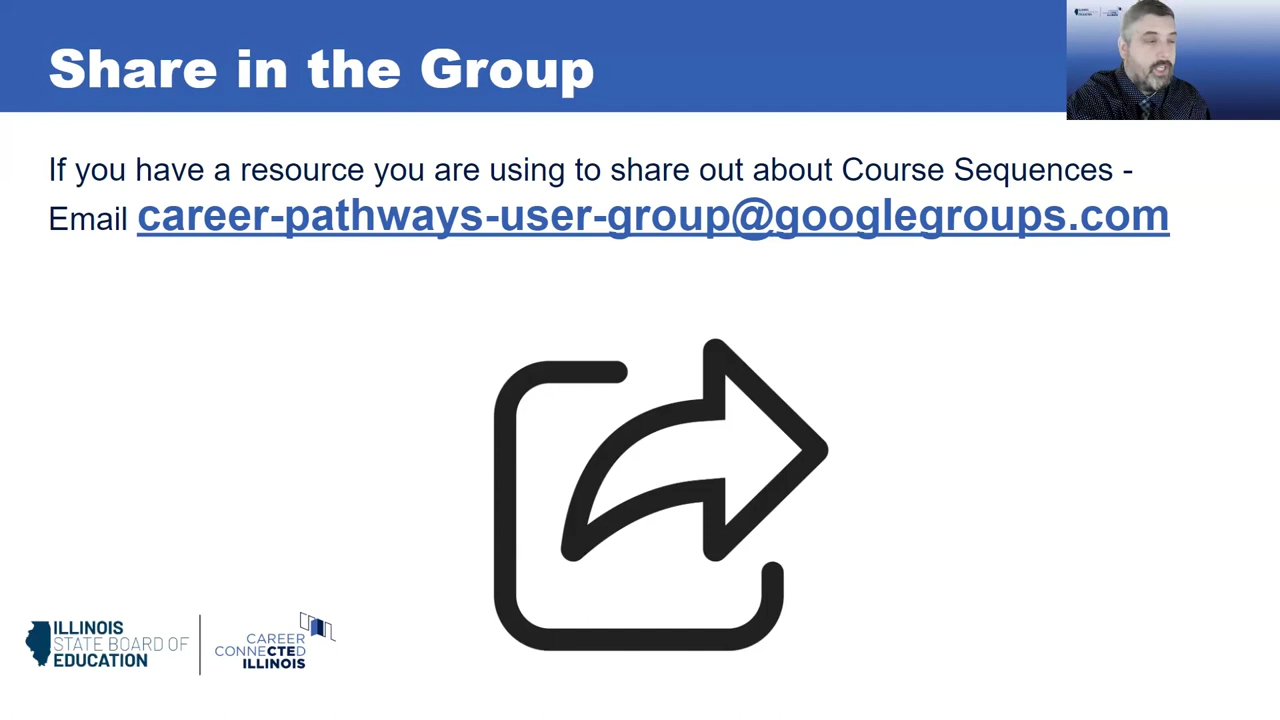 Share in the Group
If you have a resource you are using to share out about Course Sequences -
Email career-pathways-user-group@googlegroups.com
ILLINOIS
STATE BOARD OF
EDUCATION
CAREER
CONNECTED
ILLINOIS